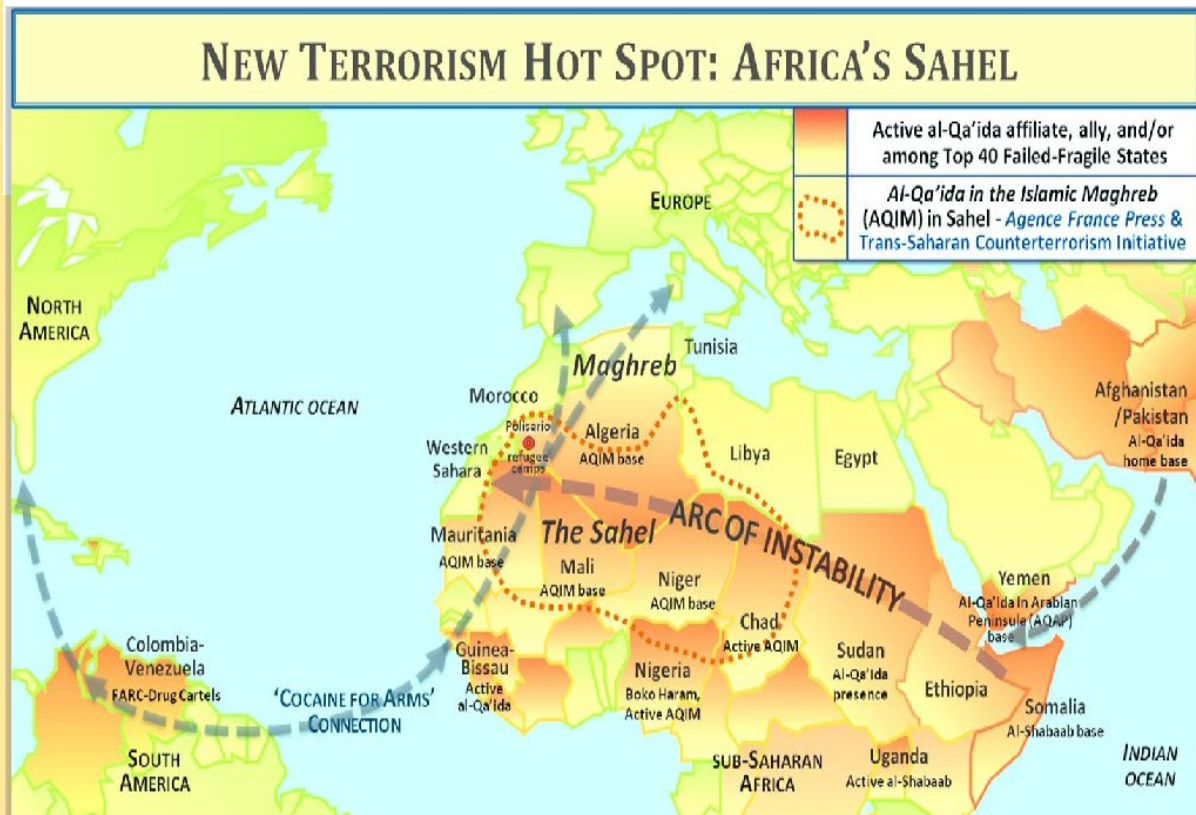 NEW TERRORISM HOT SPOT: AFRICA'S SAHEL
Active al-Qa'ida affiliate, ally, and/or
among Top 40 Failed-Fragile States
Al-Qa'ida in the Islamic Maghreb
(AQIM) in Sahel - Agence France Press &
Trans-Saharan Counterterrorism Initiative
EUROPE
NORTH
AMERICA
ATLANTIC OCEAN
Maghreb
Tunisia
Morocco
Polisario
refugee
camps
Western
Sahara
Algeria
AQIM base
Libya
Egypt
Afghanistan
/Pakistan
Al-Qa'ida
home base
ARC OF INSTABILITY
The Sahel
Mauritania
AQIM base
Mali
AQIM base
Niger
AQIM base
Chad
Active AQIM
Yemen
Al-Qa'ida in Arabian
Peninsule (AQAP)
base
Colombia-
Venezuela
FARC-Drug Cartels
'COCAINE FOR ARMS'
CONNECTION
Guinea-
Bissau
Active
al-Qa'ida
Nigeria
Boko Haram,
Active AQIM
Sudan
Al-Qa'ida
presence
Ethiopia
Somalia
Al-Shabaab base
SOUTH
AMERICA
SUB-SAHARAN
AFRICA
Uganda
Active al-Shabaab
INDIAN
OCEAN